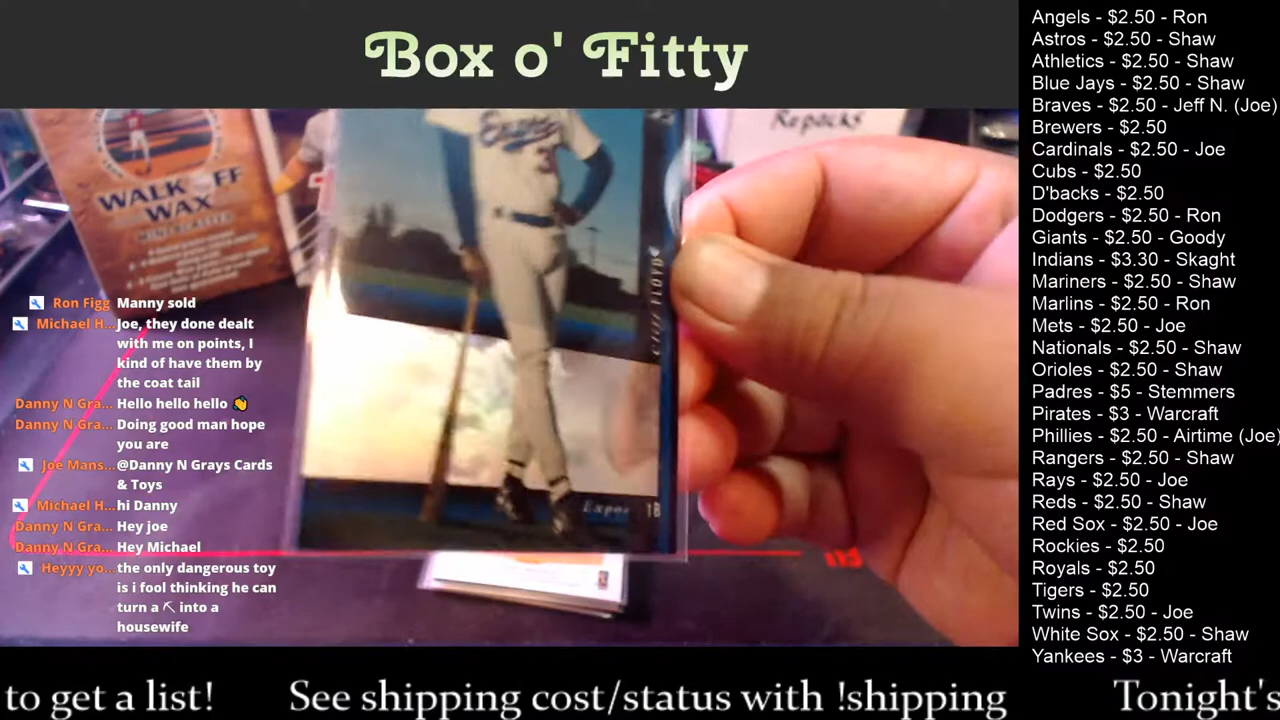 Box o' Fitty
Repacks
WALK OFF
WAX
Cliff FLOYD
Expos 1B
Ron Figg Manny sold
Michael H... Joe, they done dealt
with me on points, I
kind of have them by
the coat tail
Danny N Gra... Hello hello hello 👏
Danny N Gra... Doing good man hope
you are
Joe Mans... @Danny N Grays Cards
& Toys
Michael H... hi Danny
Danny N Gra... Hey joe
Danny N Gra... Hey Michael
Heyyy yo... the only dangerous toy
is i fool thinking he can
turn a ⛏ into a
housewife
Angels - $2.50 - Ron
Astros - $2.50 - Shaw
Athletics - $2.50 - Shaw
Blue Jays - $2.50 - Shaw
Braves - $2.50 - Jeff N. (Joe)
Brewers - $2.50
Cardinals - $2.50 - Joe
Cubs - $2.50
D'backs - $2.50
Dodgers - $2.50 - Ron
Giants - $2.50 - Goody
Indians - $3.30 - Skaght
Mariners - $2.50 - Shaw
Marlins - $2.50 - Ron
Mets - $2.50 - Joe
Nationals - $2.50 - Shaw
Orioles - $2.50 - Shaw
Padres - $5 - Stemmers
Pirates - $3 - Warcraft
Phillies - $2.50 - Airtime (Joe)
Rangers - $2.50 - Shaw
Rays - $2.50 - Joe
Reds - $2.50 - Shaw
Red Sox - $2.50 - Joe
Rockies - $2.50
Royals - $2.50
Tigers - $2.50
Twins - $2.50 - Joe
White Sox - $2.50 - Shaw
Yankees - $3 - Warcraft
to get a list! See shipping cost/status with !shipping Tonight's